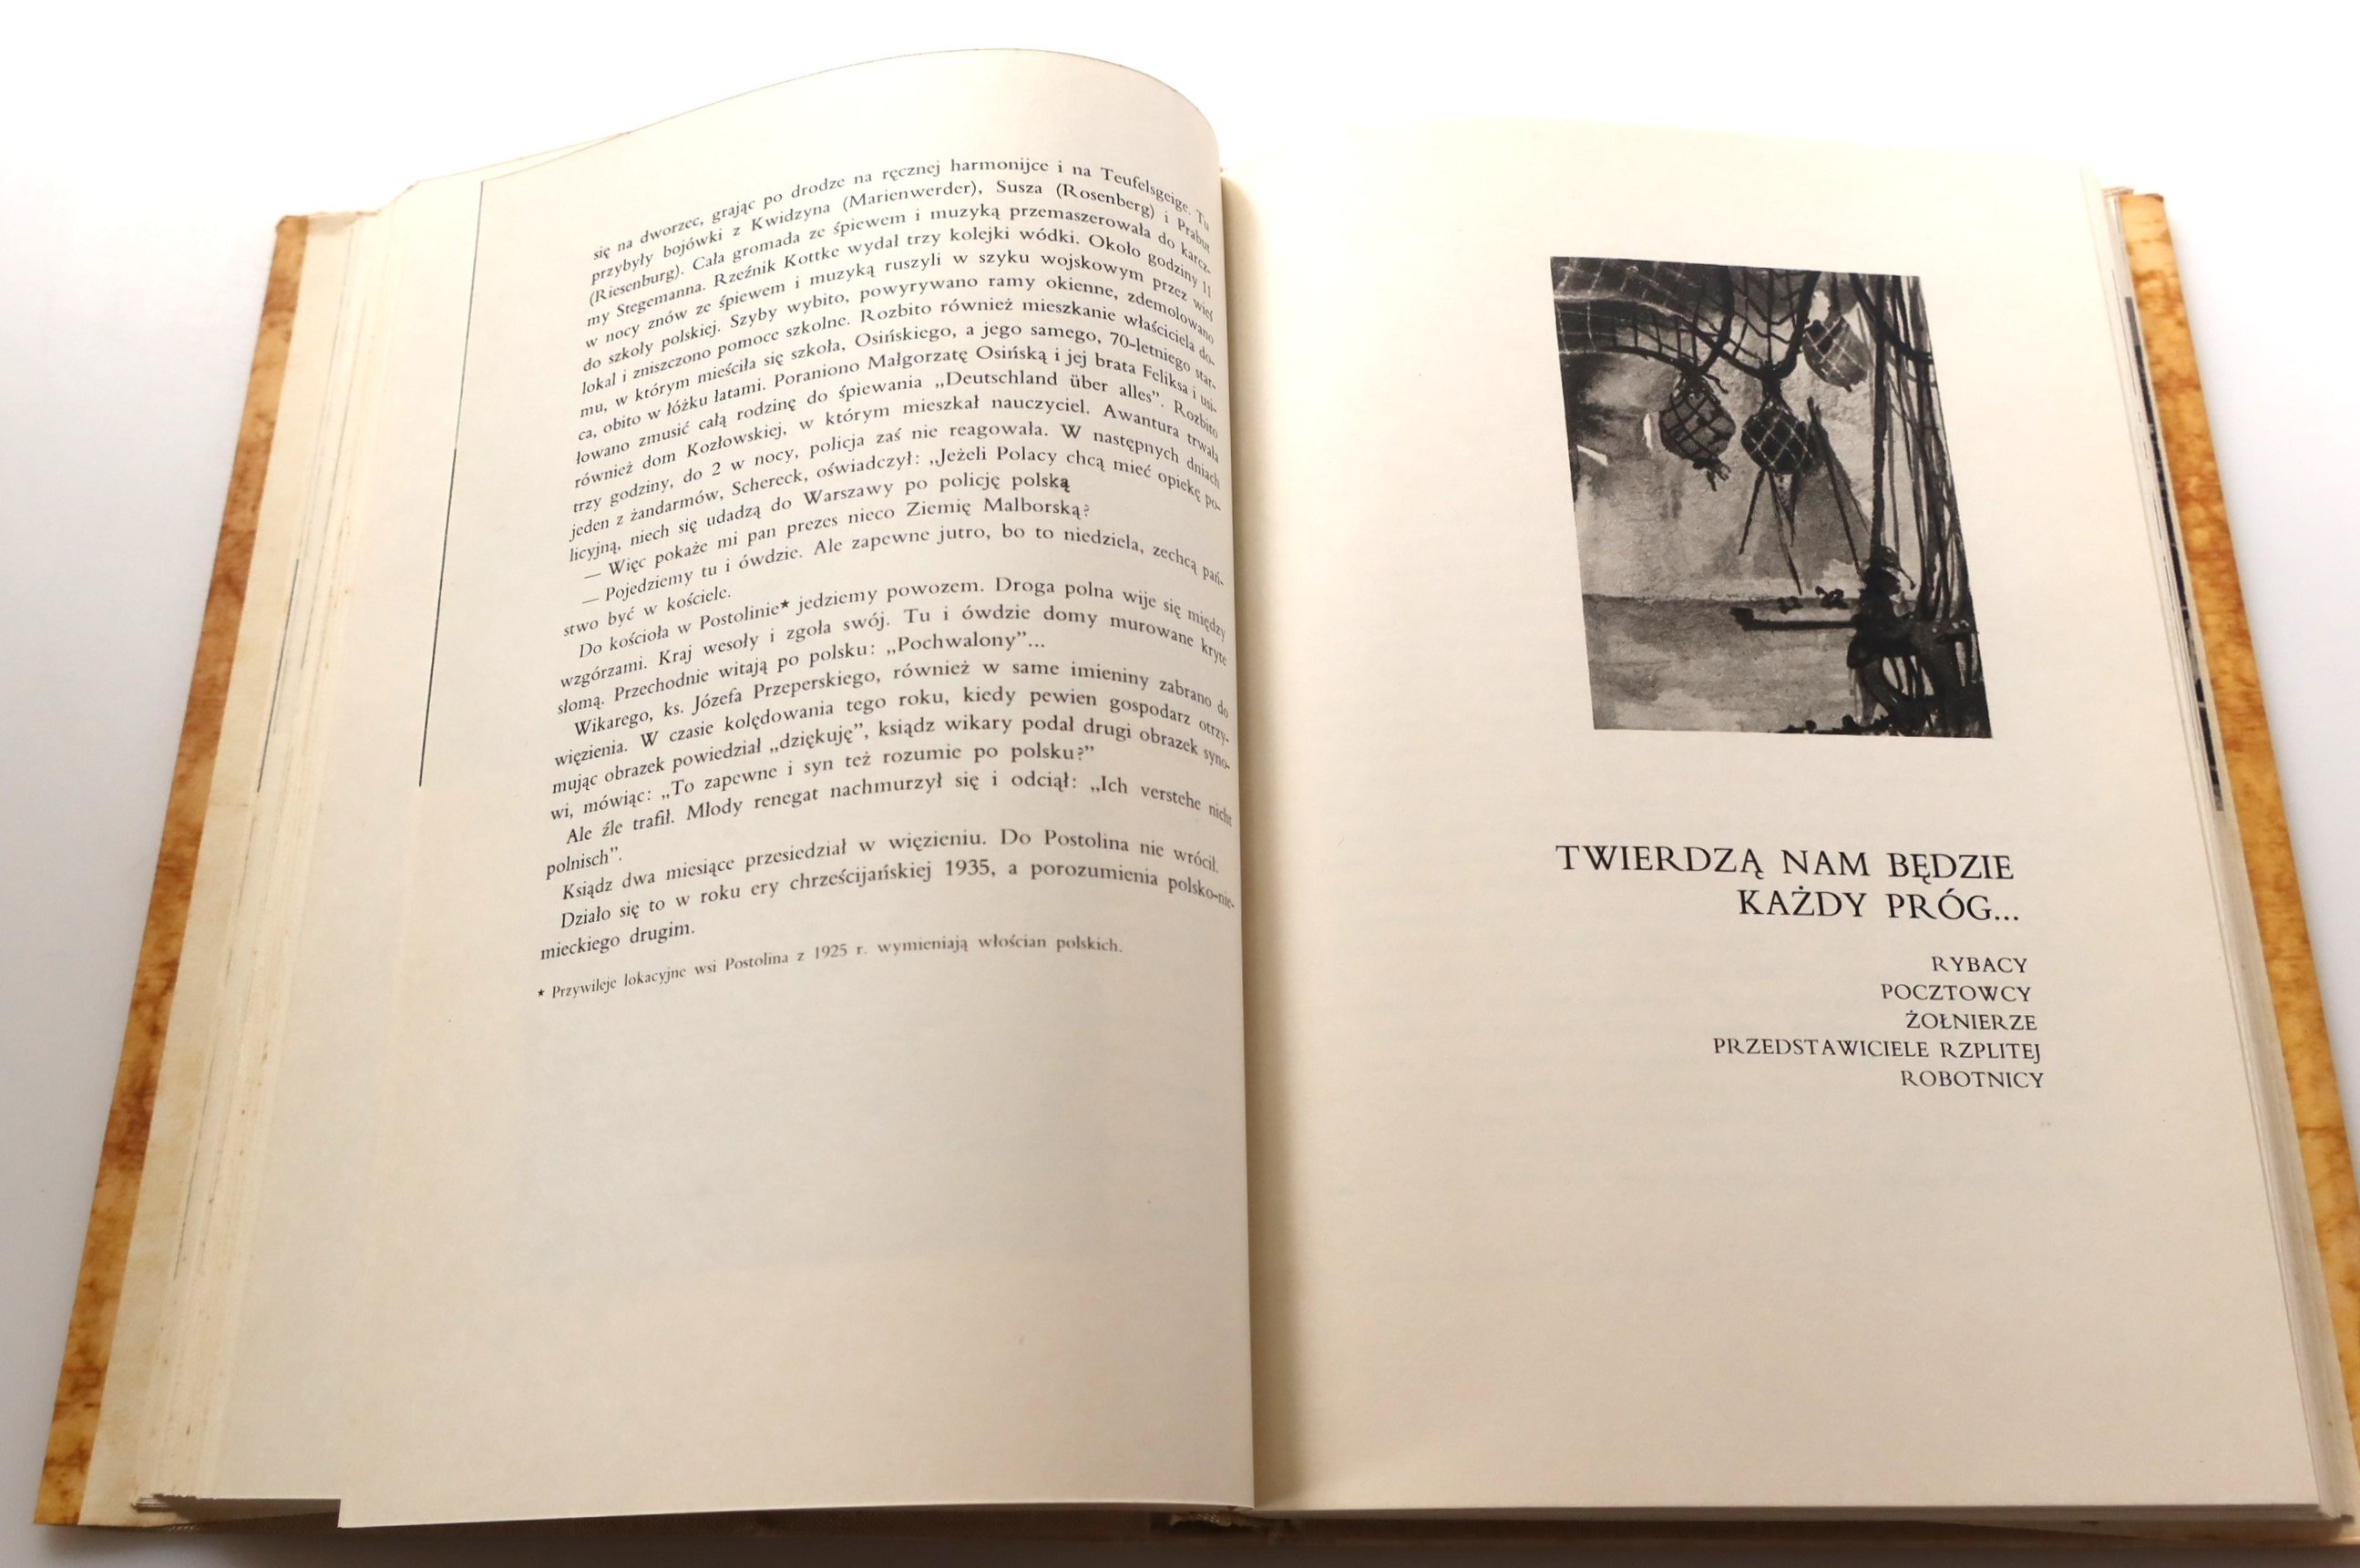 się na dworzec, grając po drodze na ręcznej harmonijce i na Teufelsgeige. Tu
przybyły bojówki z Kwidzyna (Marienwerder), Susza (Rosenberg) i Prabut
(Riesenburg). Cała gromada ze śpiewem i muzyką przemaszerowała do karcz-
my Stegemanna. Rzeźnik Kottke wydał trzy kolejki wódki. Około godziny 11
w nocy znów ze śpiewem i muzyką ruszyli w szyku wojskowym przez wieś
do szkoły polskiej. Szyby wybito, powyrywano ramy okienne, zdemolowano
lokal i zniszczono pomoce szkolne. Rozbito również mieszkanie właściciela do-
mu, w którym mieściła się szkoła, Osińskiego, a jego samego, 70-letniego star-
ca, obito w łóżku łatami. Poraniono Małgorzatę Osińską i jej brata Feliksa i usi-
łowano zmusić całą rodzinę do śpiewania „Deutschland über alles”. Rozbito
również dom Kozłowskiej, w którym mieszkał nauczyciel. Awantura trwała
trzy godziny, do 2 w nocy, policja zaś nie reagowała. W następnych dniach
jeden z żandarmów, Schereck, oświadczył: „Jeżeli Polacy chcą mieć opiekę po-
licyjną, niech się udadzą do Warszawy po policję polską
— Więc pokaże mi pan prezes nieco Ziemię Malborską?
— Pojedziemy tu i ówdzie. Ale zapewne jutro, bo to niedziela, zechcą pań-
stwo być w kościele.
Do kościoła w Postolinie* jedziemy powozem. Droga polna wije się między
wzgórzami. Kraj wesoły i zgoła swój. Tu i ówdzie domy murowane kryte
słomą. Przechodnie witają po polsku: „Pochwalony”...
Wikarego, ks. Józefa Przeperskiego, również w same imieniny zabrano do
więzienia. W czasie kolędowania tego roku, kiedy pewien gospodarz otrzy-
mując obrazek powiedział „dziękuję”, ksiądz wikary podał drugi obrazek syno-
wi, mówiąc: „To zapewne i syn też rozumie po polsku?”
Ale źle trafił. Młody renegat nachmurzył się i odciął: „Ich verstehe nicht
polnisch”.
Ksiądz dwa miesiące przesiedział w więzieniu. Do Postolina nie wrócił.
Działo się to w roku ery chrześcijańskiej 1935, a porozumienia polsko-nie-
mieckiego drugim.
* Przywileje lokacyjne wsi Postolina z 1925 r. wymieniają włościan polskich.
TWIERDZĄ NAM BĘDZIE
KAŻDY PRÓG...
RYBACY
POCZTOWCY
ŻOŁNIERZE
PRZEDSTAWICIELE RZPLITEJ
ROBOTNICY